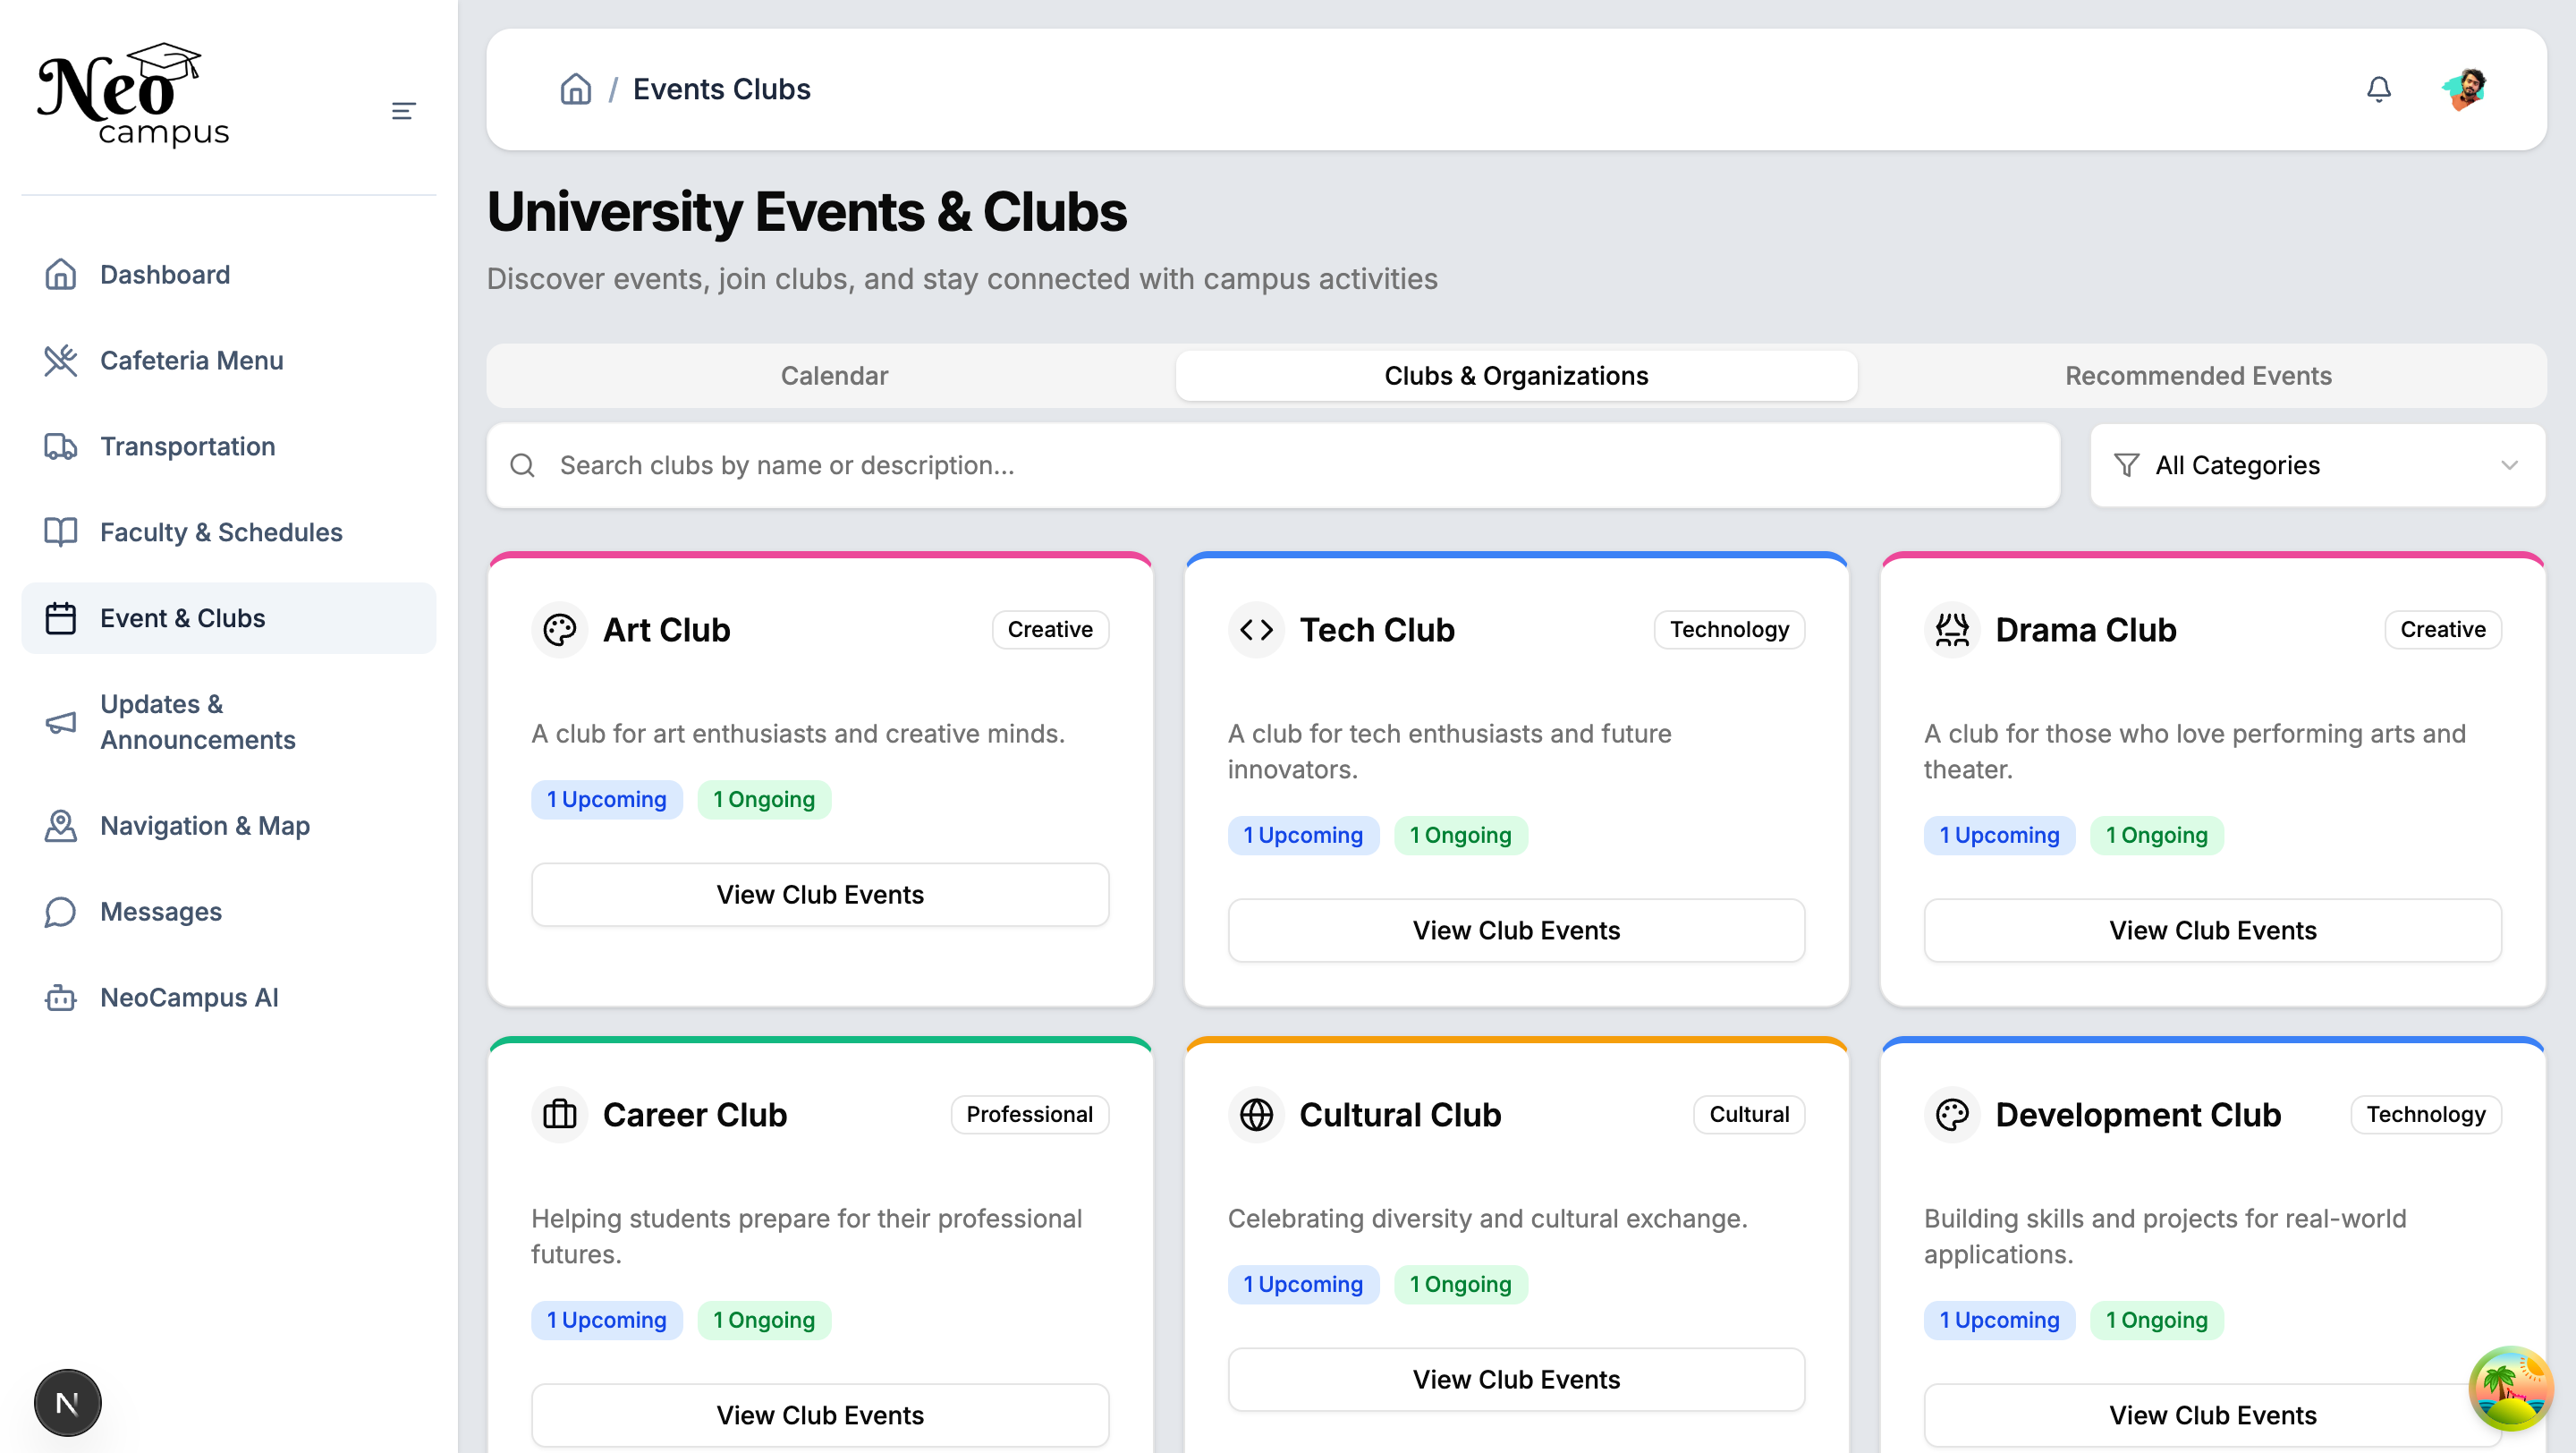 Neo
campus
Dashboard
Cafeteria Menu
Transportation
Faculty & Schedules
Event & Clubs
Updates &
Announcements
Navigation & Map
Messages
NeoCampus AI
N
/ Events Clubs
University Events & Clubs
Discover events, join clubs, and stay connected with campus activities
Calendar
Clubs & Organizations
Recommended Events
Search clubs by name or description...
All Categories
Art Club
Creative
A club for art enthusiasts and creative minds.
1 Upcoming
1 Ongoing
View Club Events
Tech Club
Technology
A club for tech enthusiasts and future
innovators.
1 Upcoming
1 Ongoing
View Club Events
Drama Club
Creative
A club for those who love performing arts and
theater.
1 Upcoming
1 Ongoing
View Club Events
Career Club
Professional
Helping students prepare for their professional
futures.
1 Upcoming
1 Ongoing
View Club Events
Cultural Club
Cultural
Celebrating diversity and cultural exchange.
1 Upcoming
1 Ongoing
View Club Events
Development Club
Technology
Building skills and projects for real-world
applications.
1 Upcoming
1 Ongoing
View Club Events